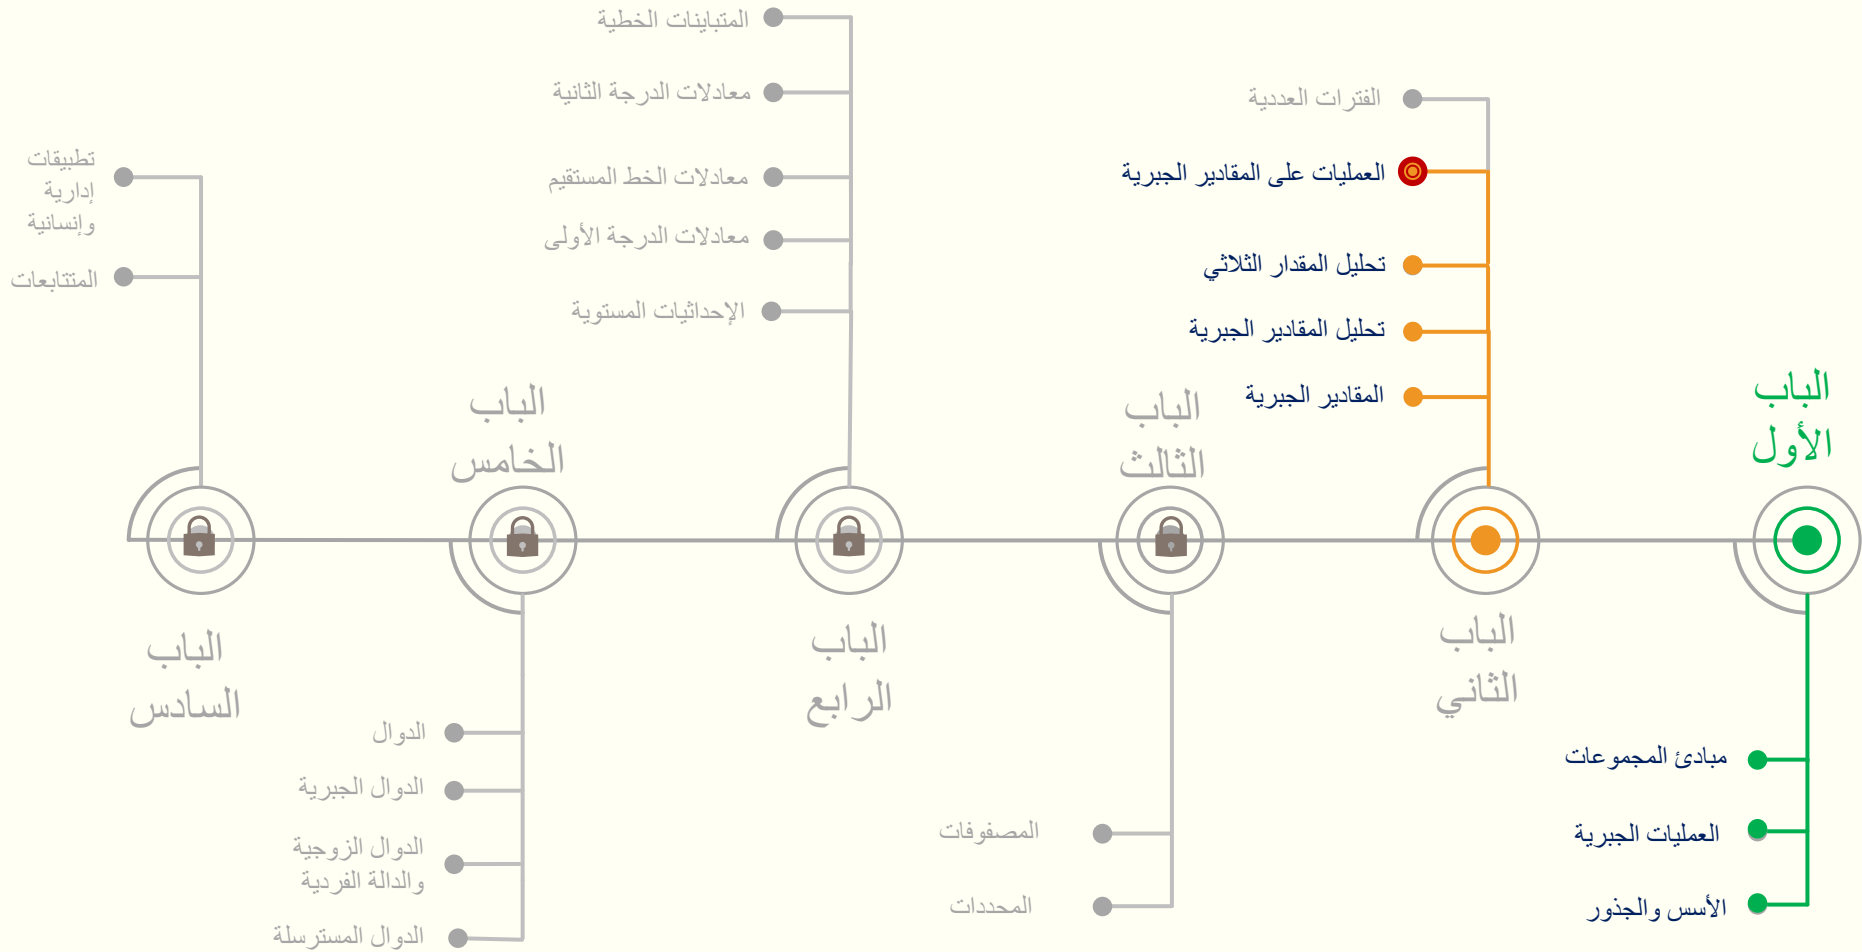 الباب
الأول
مبادئ المجموعات
العمليات الجبرية
الأسس والجذور
الفترات العددية
العمليات على المقادير الجبرية
تحليل المقدار الثلاثي
تحليل المقادير الجبرية
المقادير الجبرية
الباب
الثاني
الباب
الثالث
المصفوفات
المحددات
المتباينات الخطية
معادلات الدرجة الثانية
معادلات الخط المستقيم
معادلات الدرجة الأولى
الإحداثيات المستوية
الباب
الرابع
الباب
الخامس
الدوال
الدوال الجبرية
الدوال الزوجية
والدالة الفردية
الدوال المسترسلة
تطبيقات
إدارية
وإنسانية
المتتابعات
الباب
السادس